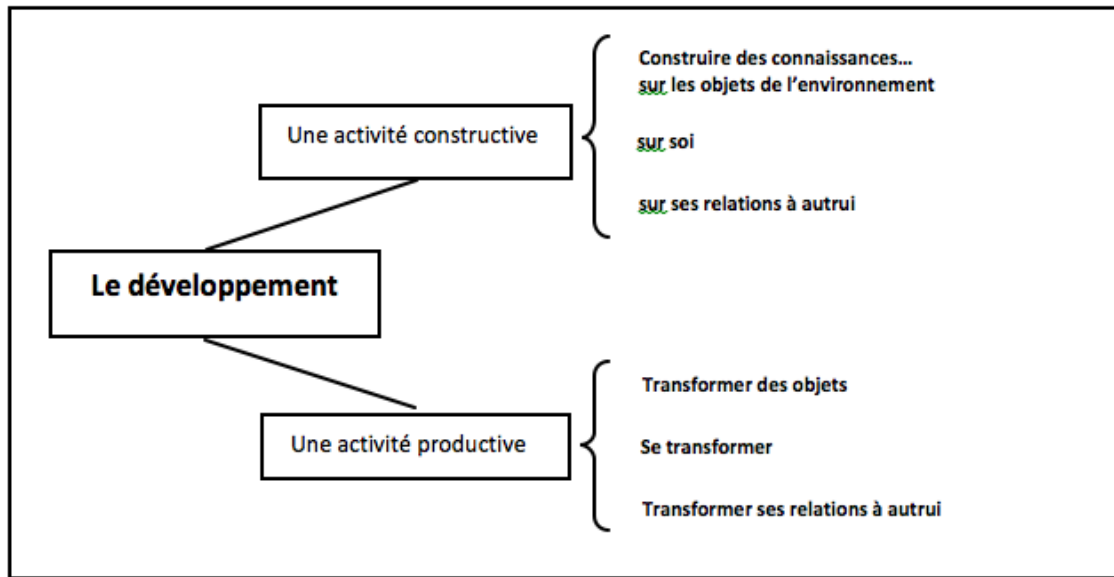 Construire des connaissances...
sur les objets de l'environnement
Une activité constructive
sur soi
sur ses relations à autrui
Le développement
Transformer des objets
Une activité productive
Se transformer
Transformer ses relations à autrui